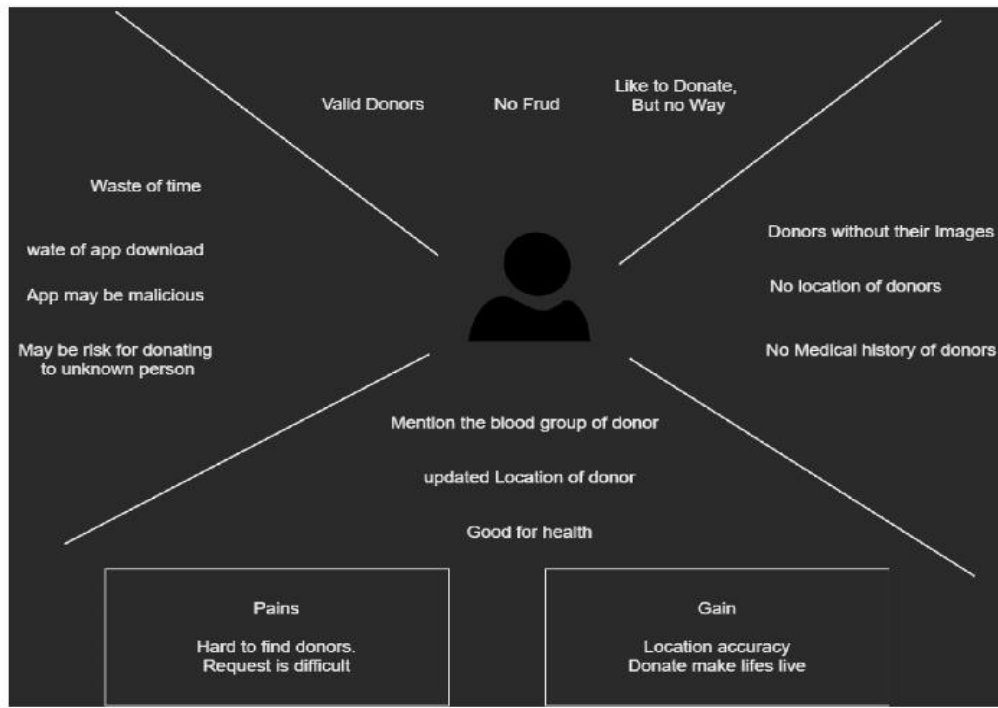 Valid Donors
No Frud
Like to Donate,
But no Way
Waste of time
wate of app download
App may be malicious
May be risk for donating
to unknown person
Donors without their Images
No location of donors
No Medical history of donors
Mention the blood group of donor
updated Location of donor
Good for health
Pains
Hard to find donors.
Request is difficult
Gain
Location accuracy
Donate make lifes live